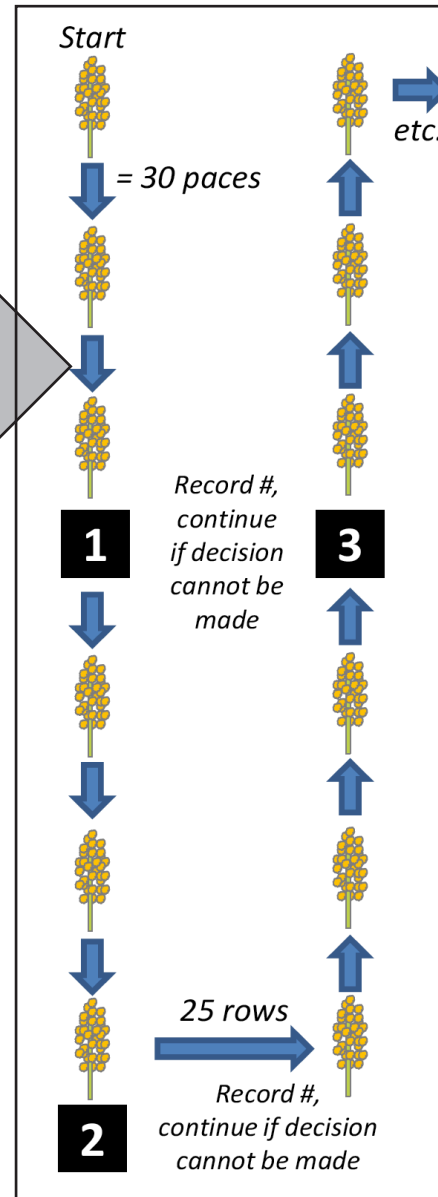 Start
= 30 paces
etc.
Record #,
continue
if decision
cannot be
made
1
3
25 rows
Record #,
continue if decision
cannot be made
2